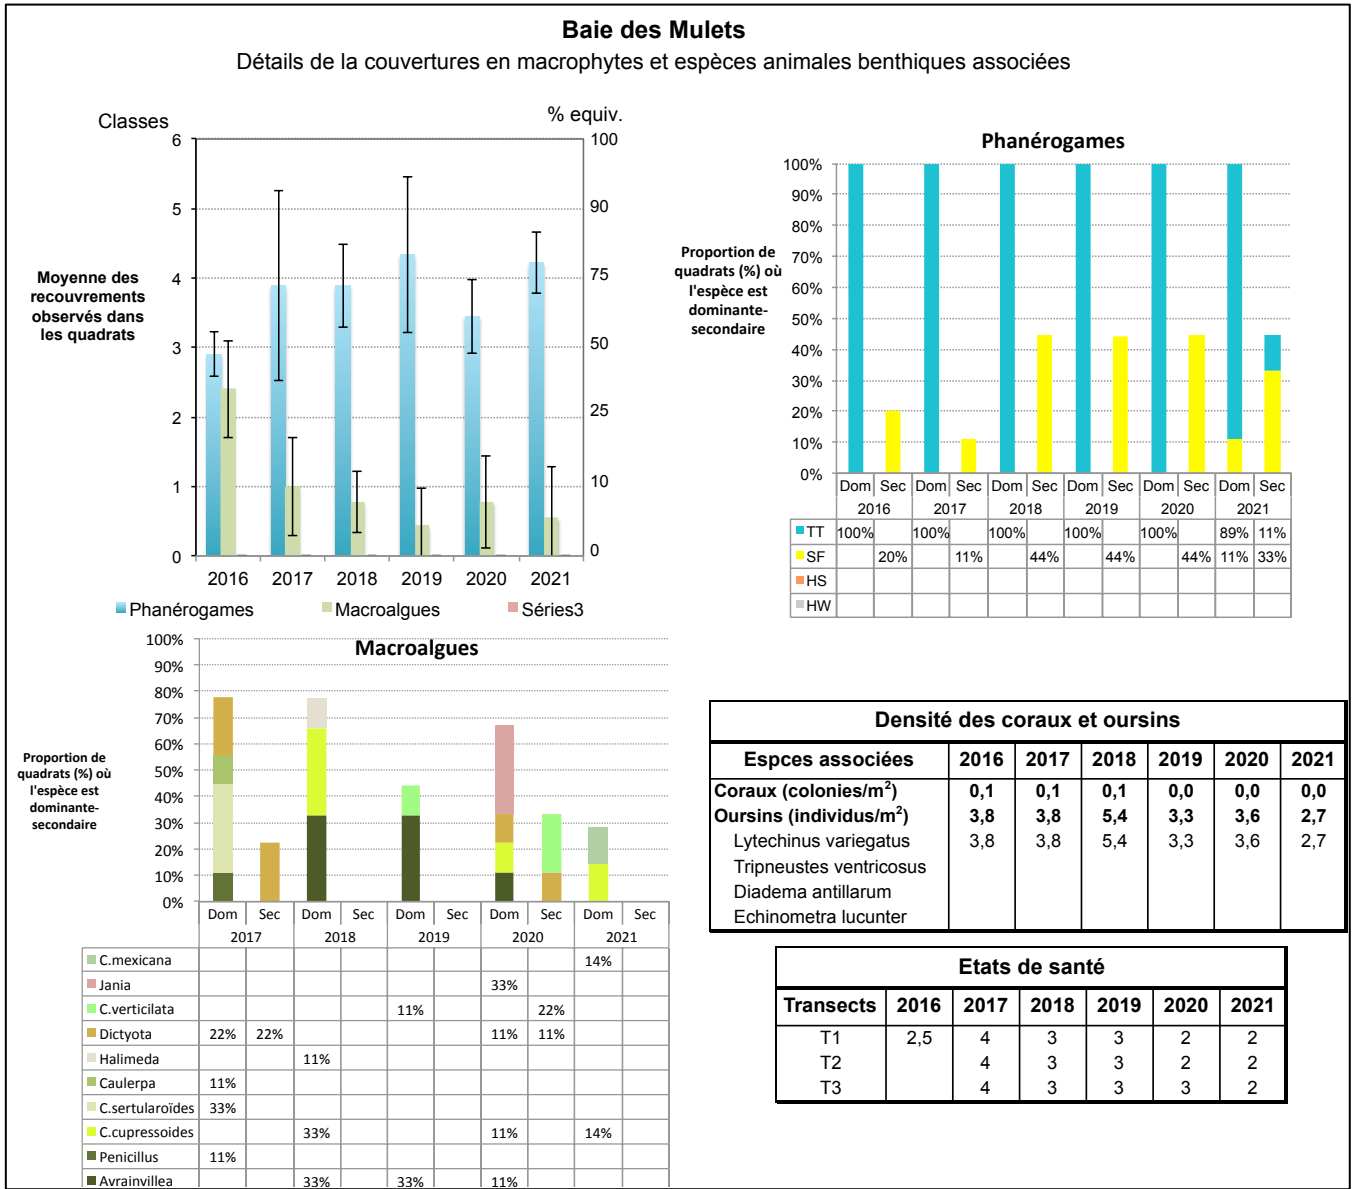 Baie des Mulets
Détails de la couvertures en macrophytes et espèces animales benthiques associées
Classes
% equiv.
6
5
4
3
2
1
0
100
90
75
50
25
10
0
Moyenne des
recouvrements
observés dans
les quadrats
2016 2017 2018 2019 2020 2021
Phanérogames Macroalgues Séries3
Phanérogames
100%
90%
80%
70%
60%
50%
40%
30%
20%
10%
0%
Proportion de
quadrats (%) où
l'espèce est
dominante-
secondaire
Dom Sec Dom Sec Dom Sec Dom Sec Dom Sec Dom Sec
2016 2017 2018 2019 2020 2021
TT 100% 100% 100% 100% 100% 89% 11%
SF 20% 11% 44% 44% 44% 11% 33%
HS
HW
Macroalgues
100%
90%
80%
70%
60%
50%
40%
30%
20%
10%
0%
Proportion de
quadrats (%) où
l'espèce est
dominante-
secondaire
Dom Sec Dom Sec Dom Sec Dom Sec Dom Sec
2017 2018 2019 2020 2021
C.mexicana 14%
Jania 33%
C.verticilata 11% 22%
Dictyota 22% 22% 11% 11%
Halimeda 11%
Caulerpa 11%
C.sertularoïdes 33%
C.cupressoides 33% 11% 14%
Penicillus 11%
Avrainvillea 33% 33% 11%
Densité des coraux et oursins
Espces associées 2016 2017 2018 2019 2020 2021
Coraux (colonies/m²) 0,1 0,1 0,1 0,0 0,0 0,0
Oursins (individus/m²) 3,8 3,8 5,4 3,3 3,6 2,7
Lytechinus variegatus 3,8 3,8 5,4 3,3 3,6 2,7
Tripneustes ventricosus
Diadema antillarum
Echinometra lucunter
Etats de santé
Transects 2016 2017 2018 2019 2020 2021
T1 2,5 4 3 3 2 2
T2 4 3 3 2 2
T3 4 3 3 3 2